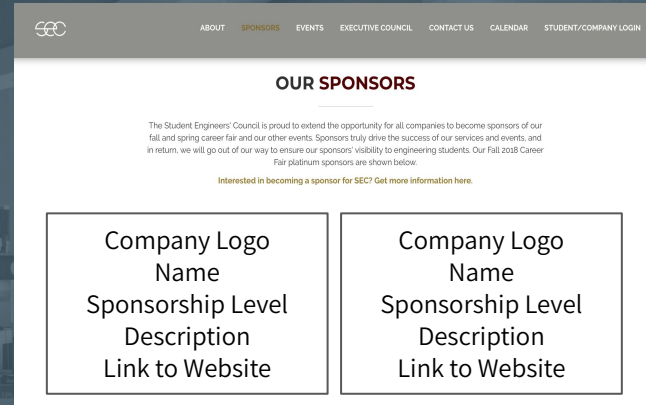 sec
ABOUT SPONSORS EVENTS EXECUTIVE COUNCIL CONTACT US CALENDAR STUDENT/COMPANY LOGIN
OUR SPONSORS
The Student Engineers' Council is proud to extend the opportunity for all companies to become sponsors of our
fall and spring career fair and our other events. Sponsors truly drive the success of our services and events, and
in return, we will go out of our way to ensure our sponsors' visibility to engineering students. Our Fall 2018 Career
Fair platinum sponsors are shown below.
Interested in becoming a sponsor for SEC? Get more information here.
Company Logo
Name
Sponsorship Level
Description
Link to Website
Company Logo
Name
Sponsorship Level
Description
Link to Website